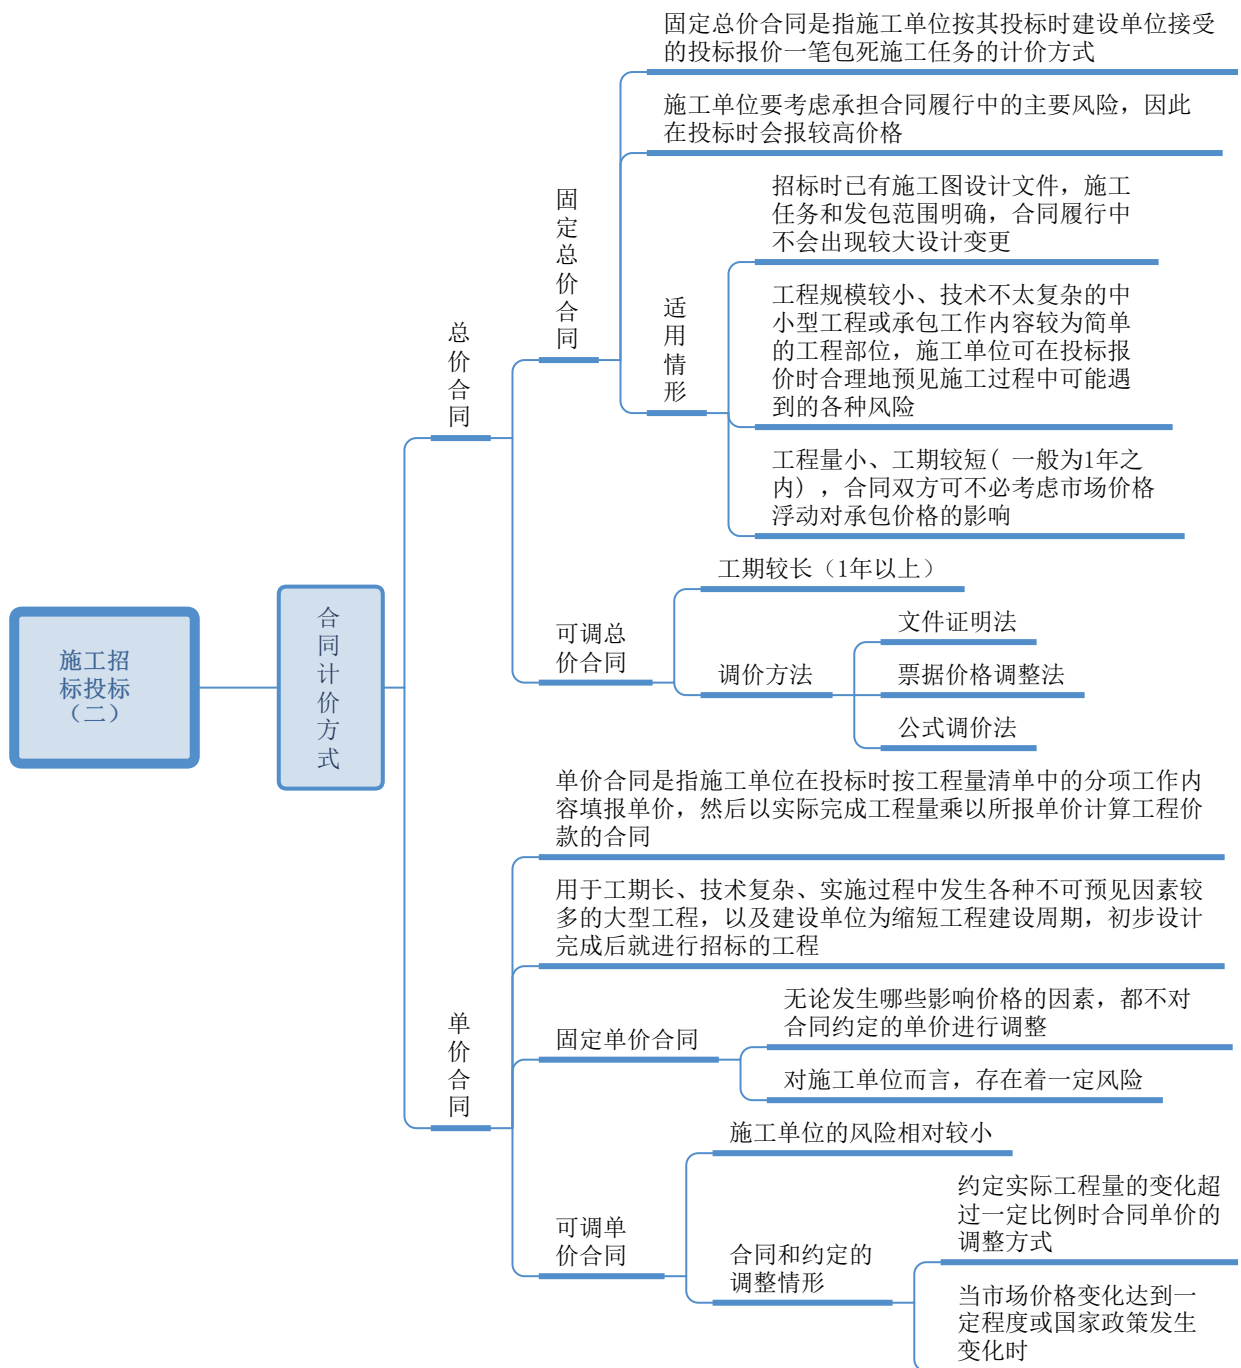 固定总价合同是指施工单位按其投标时建设单位接受
的投标报价一笔包死施工任务的计价方式
施工单位要考虑承担合同履行中的主要风险，因此
在投标时会报较高价格
招标时已有施工图设计文件，施工
任务和发包范围明确，合同履行中
不会出现较大设计变更
固定总价合同
适用情形
工程规模较小、技术不太复杂的中
小型工程或承包工作内容较为简单
的工程部位，施工单位可在投标报
价时合理地预见施工过程中可能遇
到的各种风险
总价合同
工程量小、工期较短( 一般为1年之
内) ，合同双方可不必考虑市场价格
浮动对承包价格的影响
工期较长（1年以上）
可调总
价合同
调价方法
文件证明法
票据价格调整法
公式调价法
施工招
标投标
（二）
合同计价方式
单价合同是指施工单位在投标时按工程量清单中的分项工作内
容填报单价，然后以实际完成工程量乘以所报单价计算工程价
款的合同
用于工期长、技术复杂、实施过程中发生各种不可预见因素较
多的大型工程，以及建设单位为缩短工程建设周期，初步设计
完成后就进行招标的工程
单价合同
固定单价合同
无论发生哪些影响价格的因素，都不对
合同约定的单价进行调整
对施工单位而言，存在着一定风险
施工单位的风险相对较小
可调单
价合同
合同和约定的
调整情形
约定实际工程量的变化超
过一定比例时合同单价的
调整方式
当市场价格变化达到一
定程度或国家政策发生
变化时